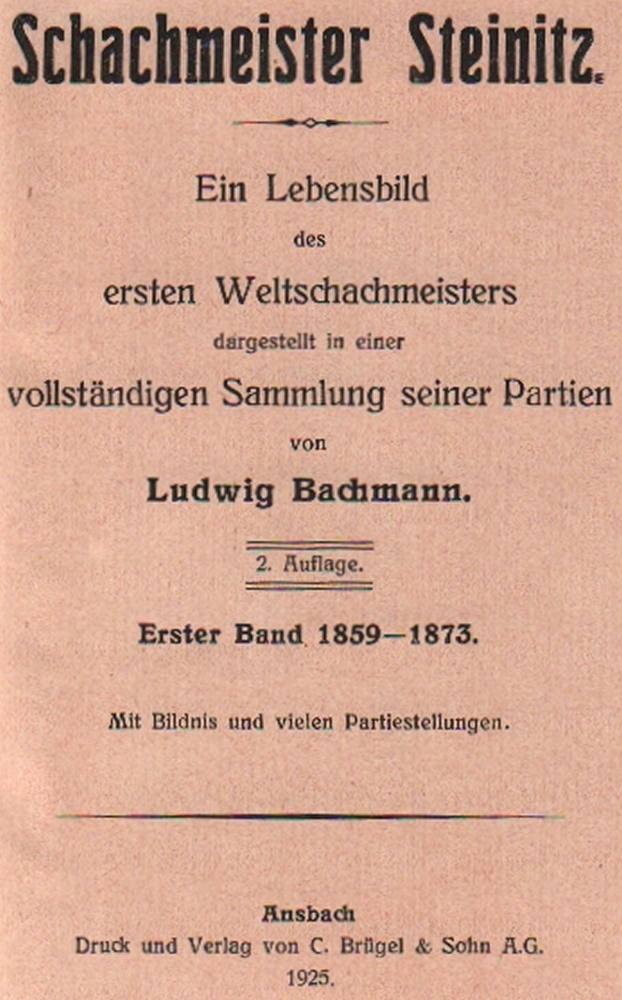 Schachmeister Steinitz.
Ein Lebensbild
des
ersten Weltschachmeisters
dargestellt in einer
vollständigen Sammlung seiner Partien
von
Ludwig Bachmann.
2. Auflage.
Erster Band 1859—1873.
Mit Bildnis und vielen Partiestellungen.
Ansbach
Druck und Verlag von C. Brügel & Sohn A.G.
1925.